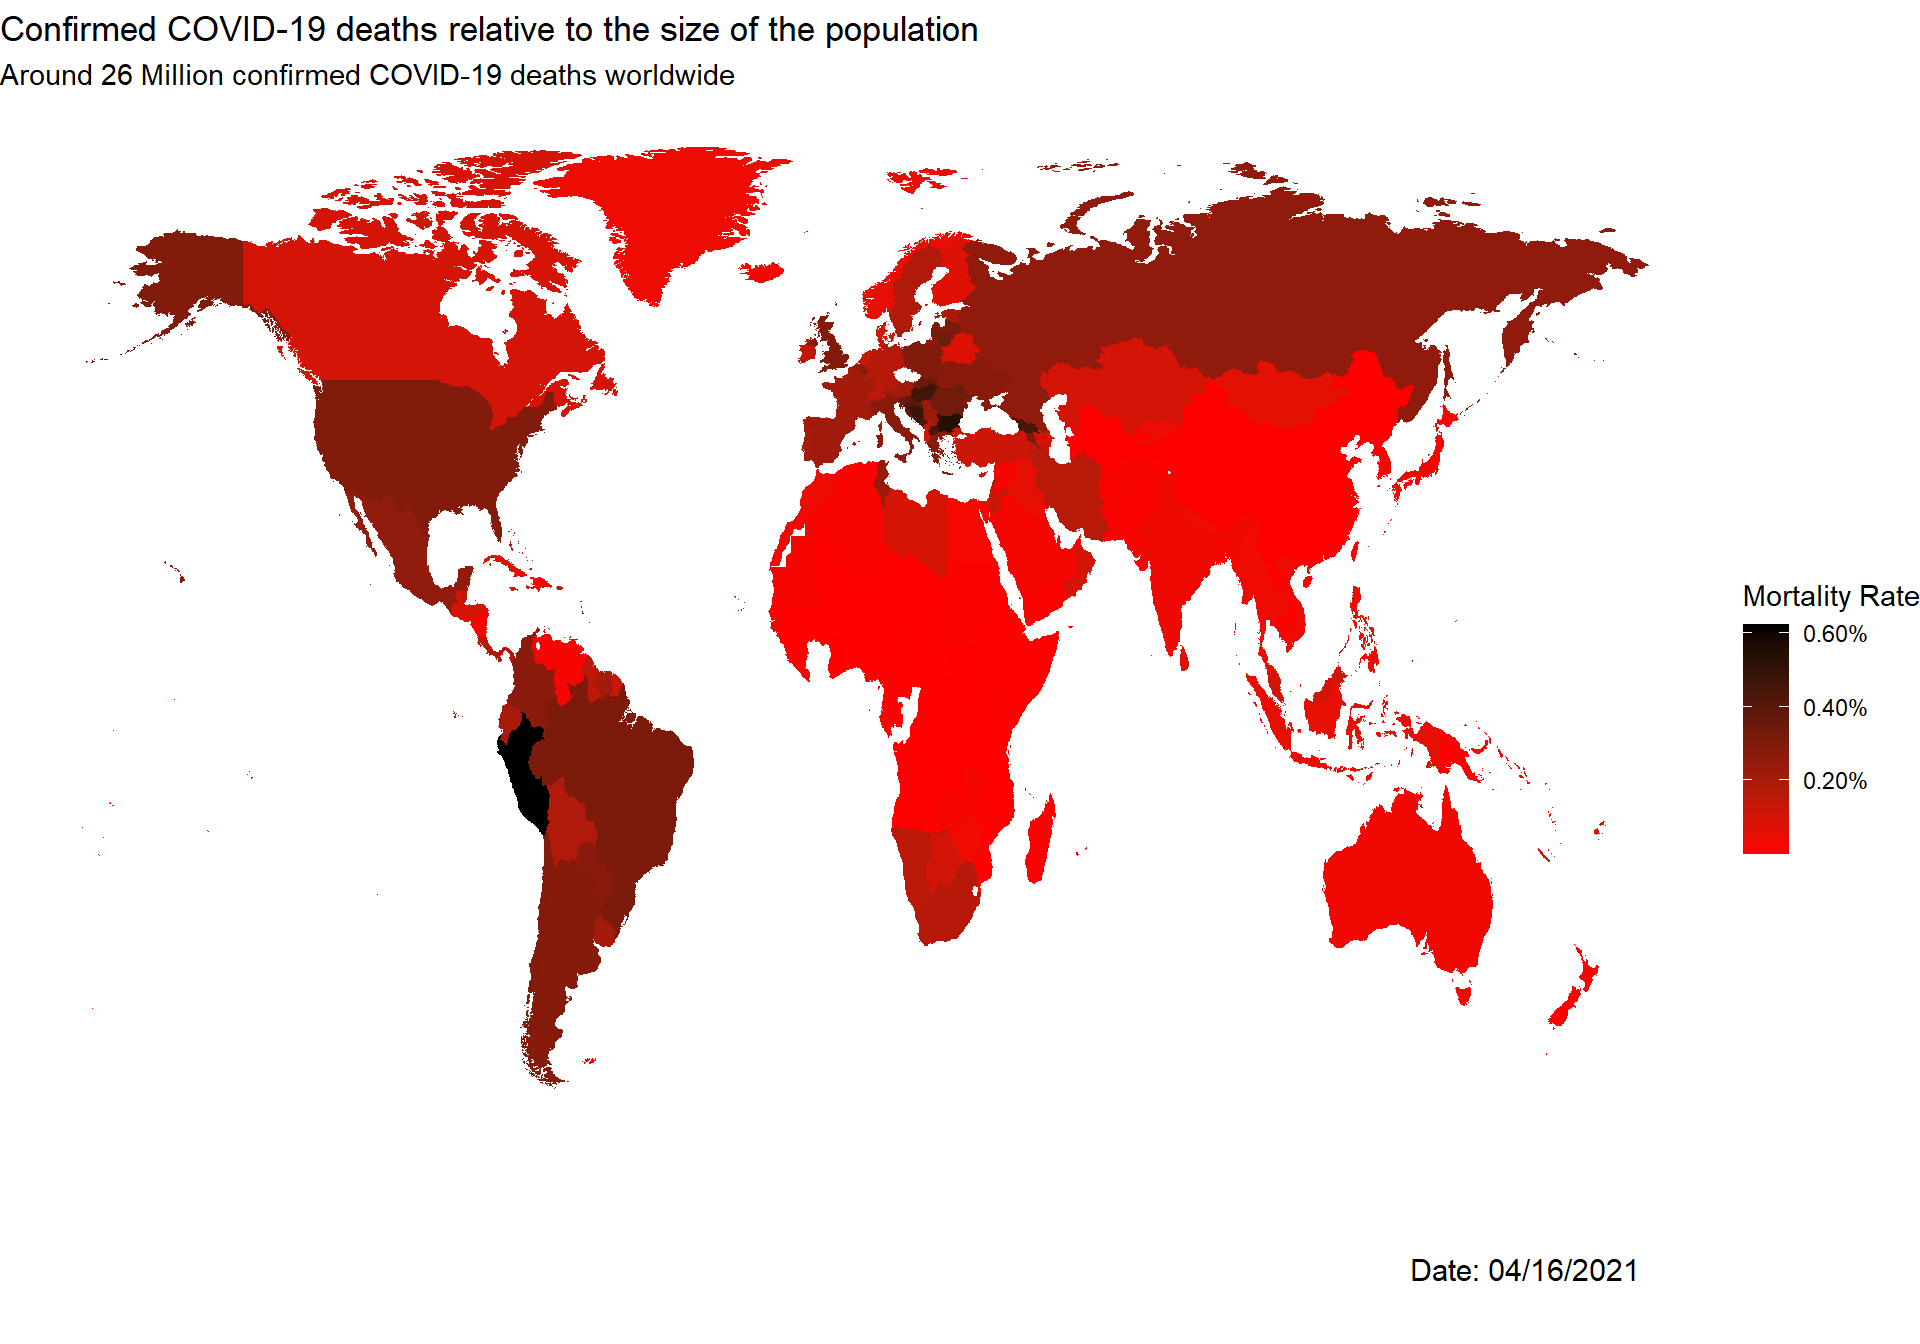 Confirmed COVID-19 deaths relative to the size of the population
Around 26 Million confirmed COVID-19 deaths worldwide
Mortality Rate
0.60%
0.40%
0.20%
Date: 04/16/2021